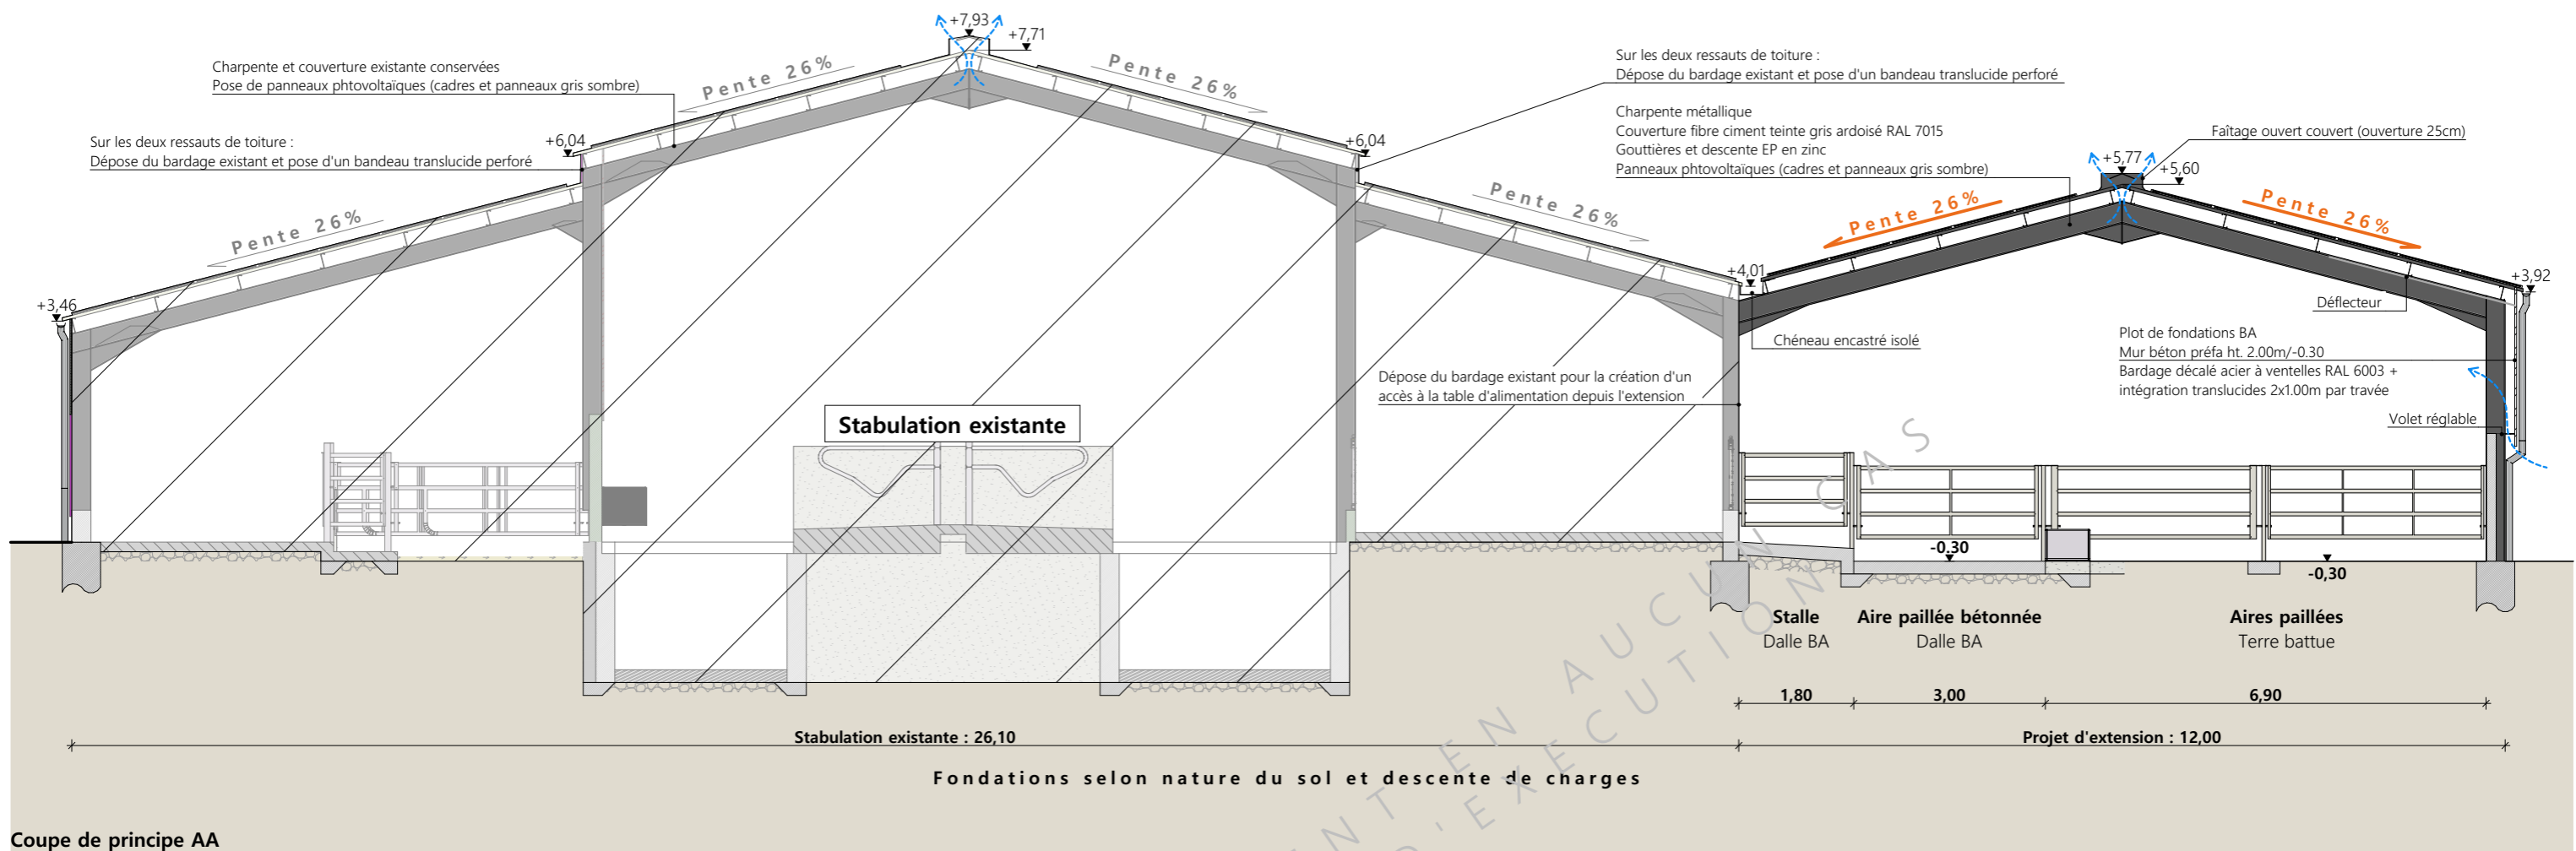 +7,93
+7,71
Charpente et couverture existante conservées
Pose de panneaux phtovoltaïques (cadres et panneaux gris sombre)
Pente 26%
Pente 26%
Sur les deux ressauts de toiture :
Dépose du bardage existant et pose d'un bandeau translucide perforé
Charpente métallique
Couverture fibre ciment teinte gris ardoisé RAL 7015
Gouttières et descente EP en zinc
Panneaux phtovoltaïques (cadres et panneaux gris sombre)
Faîtage ouvert couvert (ouverture 25cm)
Sur les deux ressauts de toiture :
Dépose du bardage existant et pose d'un bandeau translucide perforé
+6,04
+6,04
+5,77
+5,60
Pente 26%
Pente 26%
Pente 26%
Pente 26%
+3,46
+4,01
+3,92
Déflecteur
Chéneau encastré isolé
Plot de fondations BA
Mur béton préfa ht. 2.00m/-0.30
Bardage décalé acier à ventelles RAL 6003 +
intégration translucides 2x1.00m par travée
Dépose du bardage existant pour la création d'un
accès à la table d'alimentation depuis l'extension
Volet réglable
Stabulation existante
-0.30
-0,30
Stalle
Dalle BA
Aire paillée bétonnée
Dalle BA
Aires paillées
Terre battue
1,80
3,00
6,90
Stabulation existante : 26,10
Projet d'extension : 12,00
Fondations selon nature du sol et descente de charges
EN AUCUN CAS
D'EXECUTION
Coupe de principe AA